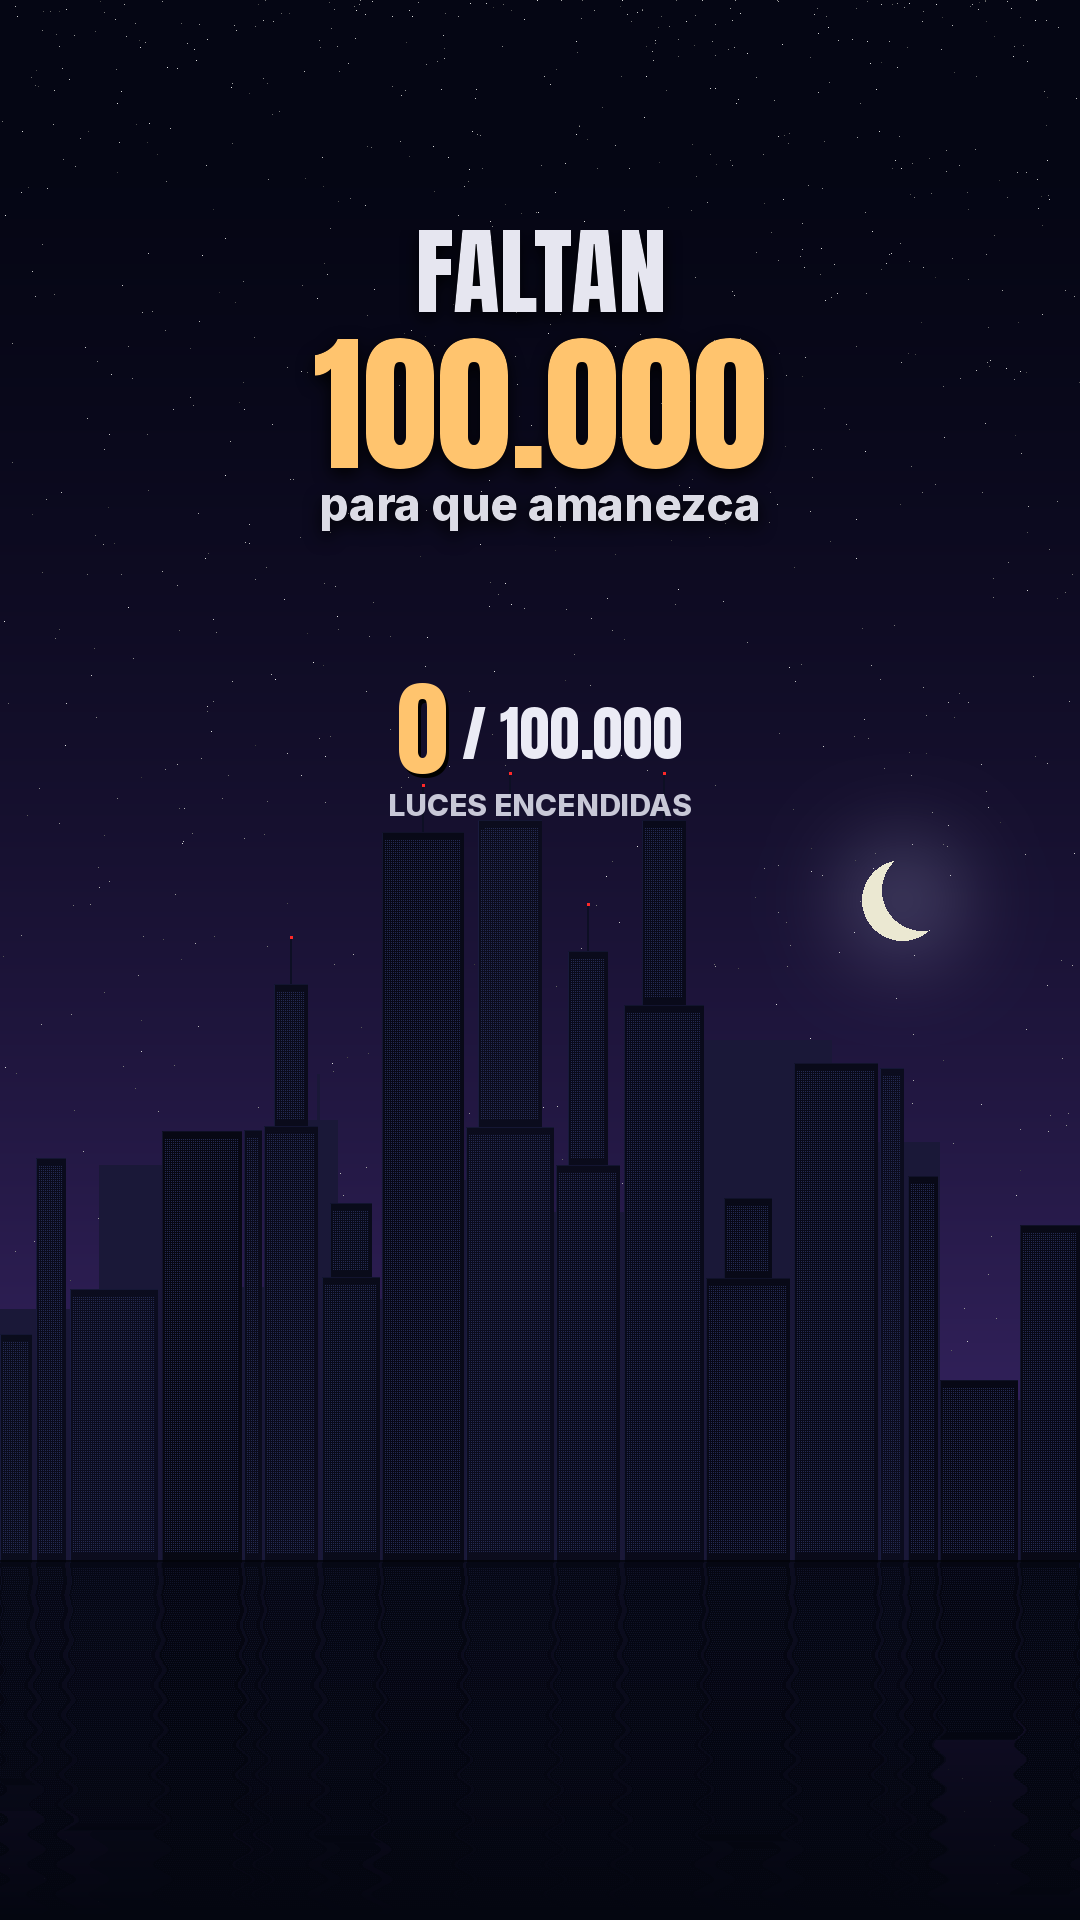 FALTAN
100.000
para que amanezca
0 / 100.000
LUCES ENCENDIDAS